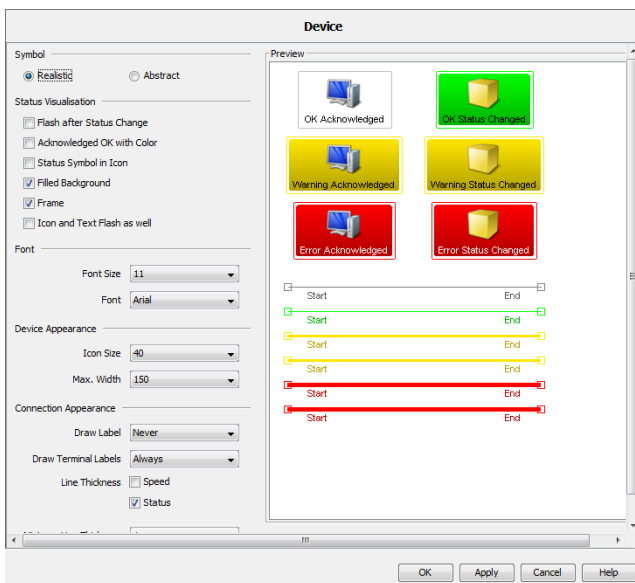 Device
Symbol
Realistic
Abstract
Status Visualisation
Flash after Status Change
Acknowledged OK with Color
Status Symbol in Icon
Filled Background
Frame
Icon and Text Flash as well
Font
Font Size 11
Font Arial
Device Appearance
Icon Size 40
Max. Width 150
Connection Appearance
Draw Label Never
Draw Terminal Labels Always
Line Thickness Speed
Status
Preview
OK Acknowledged
OK Status Changed
Warning Acknowledged
Warning Status Changed
Error Acknowledged
Error Status Changed
Start End
Start End
Start End
Start End
Start End
Start End
OK Apply Cancel Help